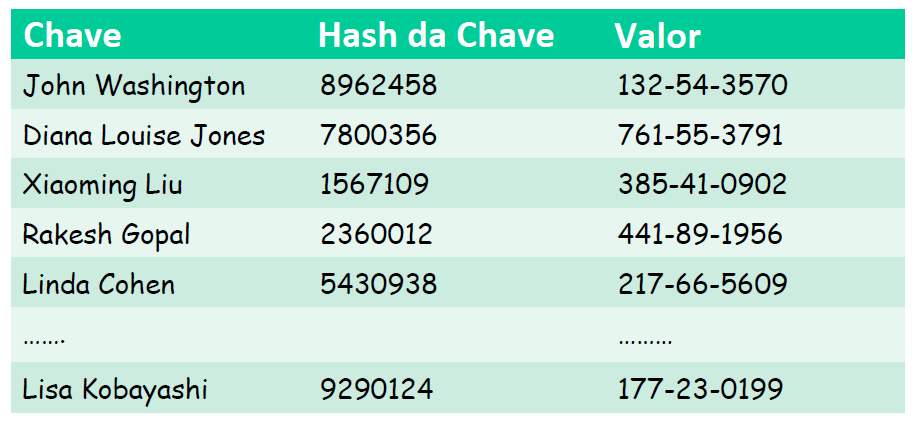 Chave Hash da Chave Valor
John Washington 8962458 132-54-3570
Diana Louise Jones 7800356 761-55-3791
Xiaoming Liu 1567109 385-41-0902
Rakesh Gopal 2360012 441-89-1956
Linda Cohen 5430938 217-66-5609
....... .........
Lisa Kobayashi 9290124 177-23-0199